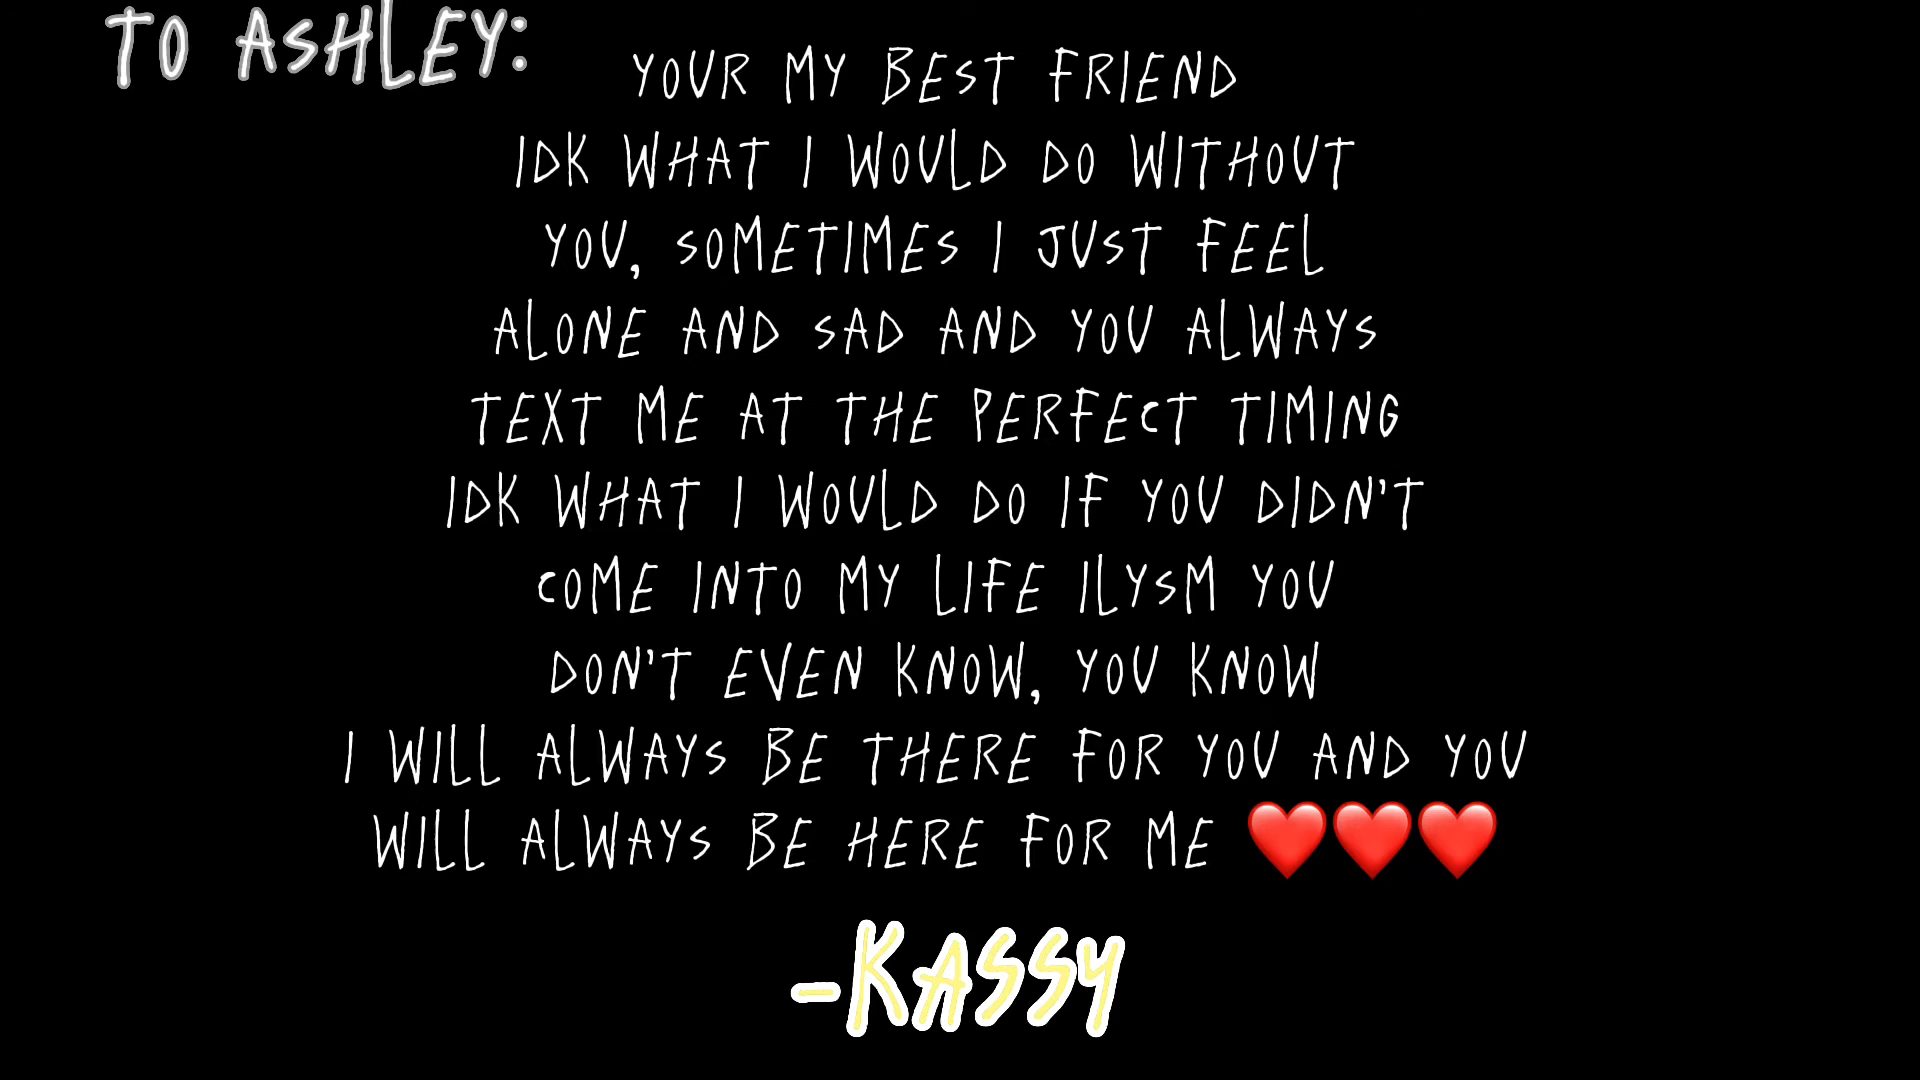 TO ASHLEY:
YOUR MY BEST FRIEND
IDK WHAT I WOULD DO WITHOUT
YOU, SOMETIMES I JUST FEEL
ALONE AND SAD AND YOU ALWAYS
TEXT ME AT THE PERFECT TIMING
IDK WHAT I WOULD DO IF YOU DIDN'T
COME INTO MY LIFE ILYSM YOU
DON'T EVEN KNOW, YOU KNOW
I WILL ALWAYS BE THERE FOR YOU AND YOU
WILL ALWAYS BE HERE FOR ME ❤️❤️❤️
-KASSY